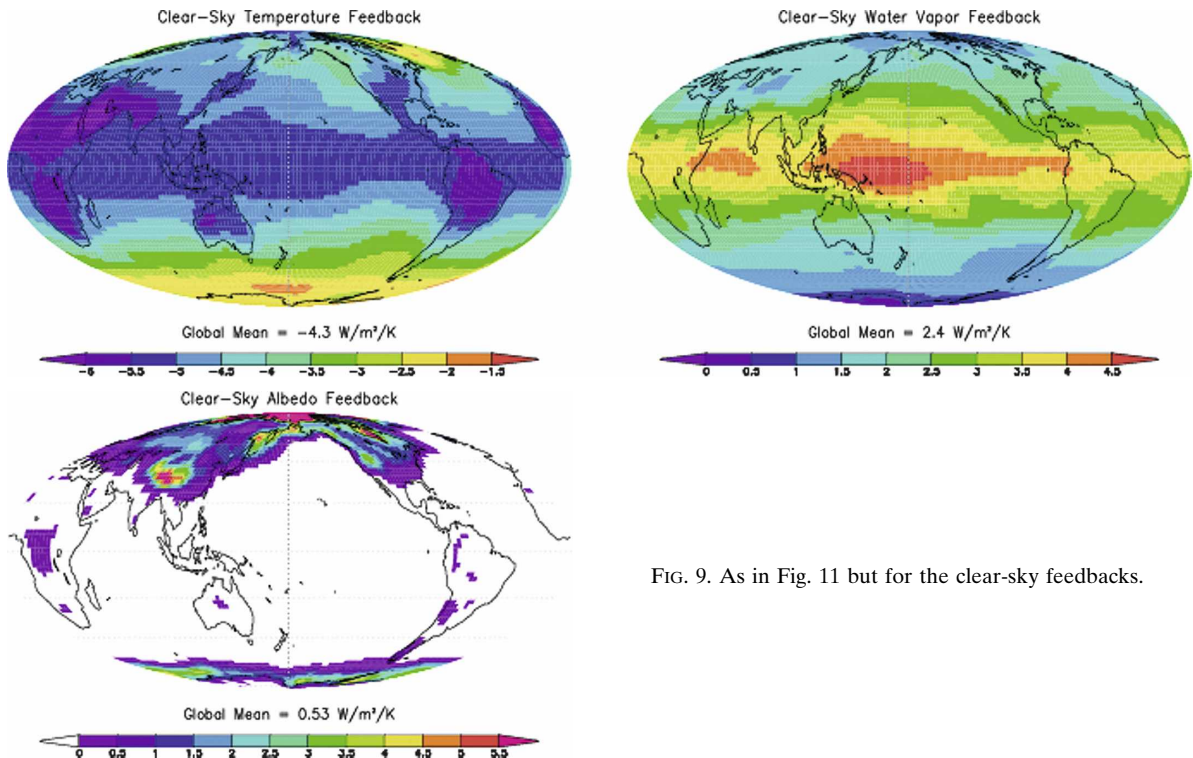 Clear-Sky Temperature Feedback
Clear-Sky Water Vapor Feedback
Global Mean = -4.3 W/m²/K
Global Mean = 2.4 W/m²/K
-6 -5.5 -5 -4.5 -4 -3.5 -3 -2.5 -2 -1.5
0 0.5 1 1.5 2 2.5 3 3.5 4 4.5
Clear-Sky Albedo Feedback
FIG. 9. As in Fig. 11 but for the clear-sky feedbacks.
Global Mean = 0.53 W/m²/K
0 0.5 1 1.5 2 2.5 3 3.5 4 4.5 5 5.5